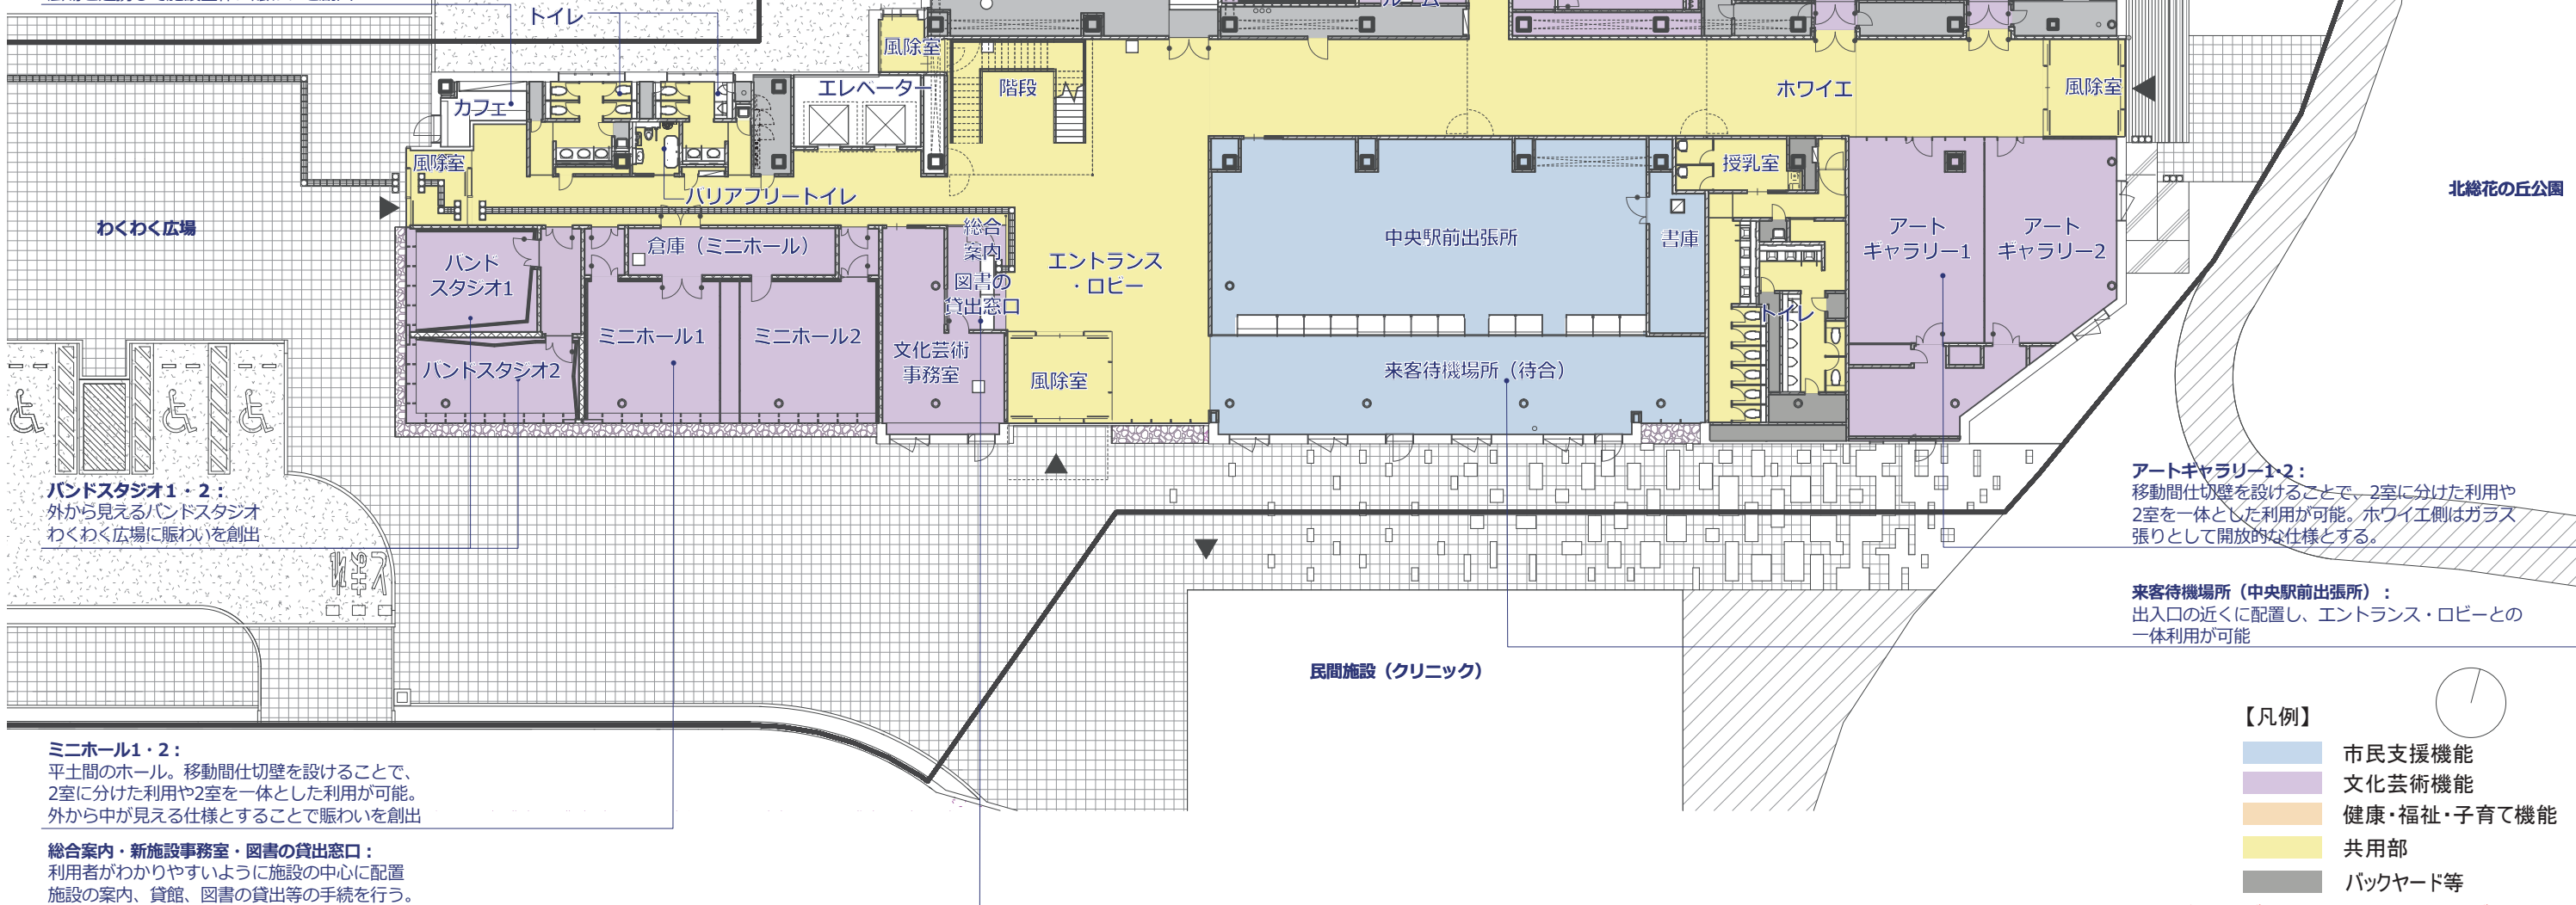 トイレ
風除室
エレベーター
階段
カフェ
ホワイエ
風除室
風除室
バリアフリートイレ
授乳室
北総花の丘公園
わくわく広場
バンド
スタジオ1
倉庫（ミニホール）
総合
案内
図書の
貸出窓口
エントランス
・ロビー
中央駅前出張所
書庫
アート
ギャラリー1
アート
ギャラリー2
ミニホール1
ミニホール2
トイレ
バンドスタジオ2
文化芸術
事務室
風除室
来客待機場所（待合）
バンドスタジオ1・2：
外から見えるバンドスタジオ
わくわく広場に賑わいを創出
アートギャラリー1・2：
移動間仕切壁を設けることで、2室に分けた利用や
2室を一体とした利用が可能。ホワイエ側はガラス
張りとして開放的な仕様とする。
来客待機場所（中央駅前出張所）：
出入口の近くに配置し、エントランス・ロビーとの
一体利用が可能
民間施設（クリニック）
ミニホール1・2：
平土間のホール。移動間仕切壁を設けることで、
2室に分けた利用や2室を一体とした利用が可能。
外から中が見える仕様とすることで賑わいを創出
総合案内・新施設事務室・図書の貸出窓口：
利用者がわかりやすいように施設の中心に配置
施設の案内、貸館、図書の貸出等の手続を行う。
【凡例】
市民支援機能
文化芸術機能
健康・福祉・子育て機能
共用部
バックヤード等